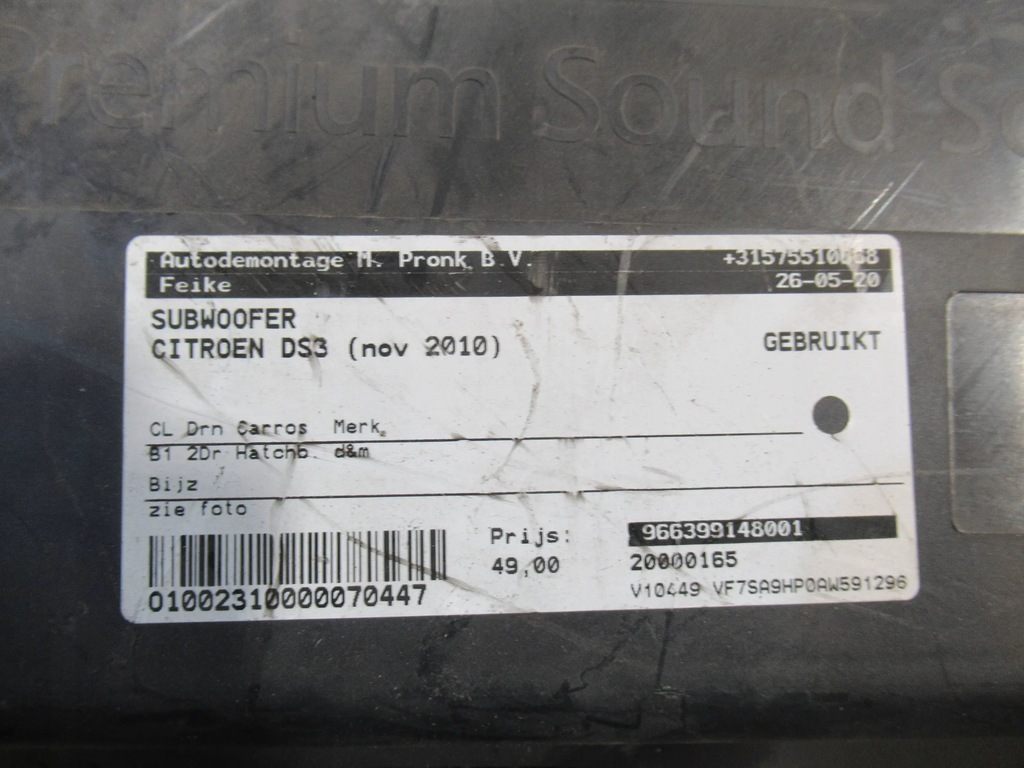 Premium Sound
Autodemontage M. Pronk B.V.
Feike 26-05-20
SUBWOOFER
CITROEN DS3 (nov 2010) GEBRUIKT
CL Drn Carros Merk
B1 2Dr Hatchb. d&m
Bijz
zie foto
Prijs: 966399148001
49,00 20000165
01002310000070447 V10449 VF7SA9HP0AW591296